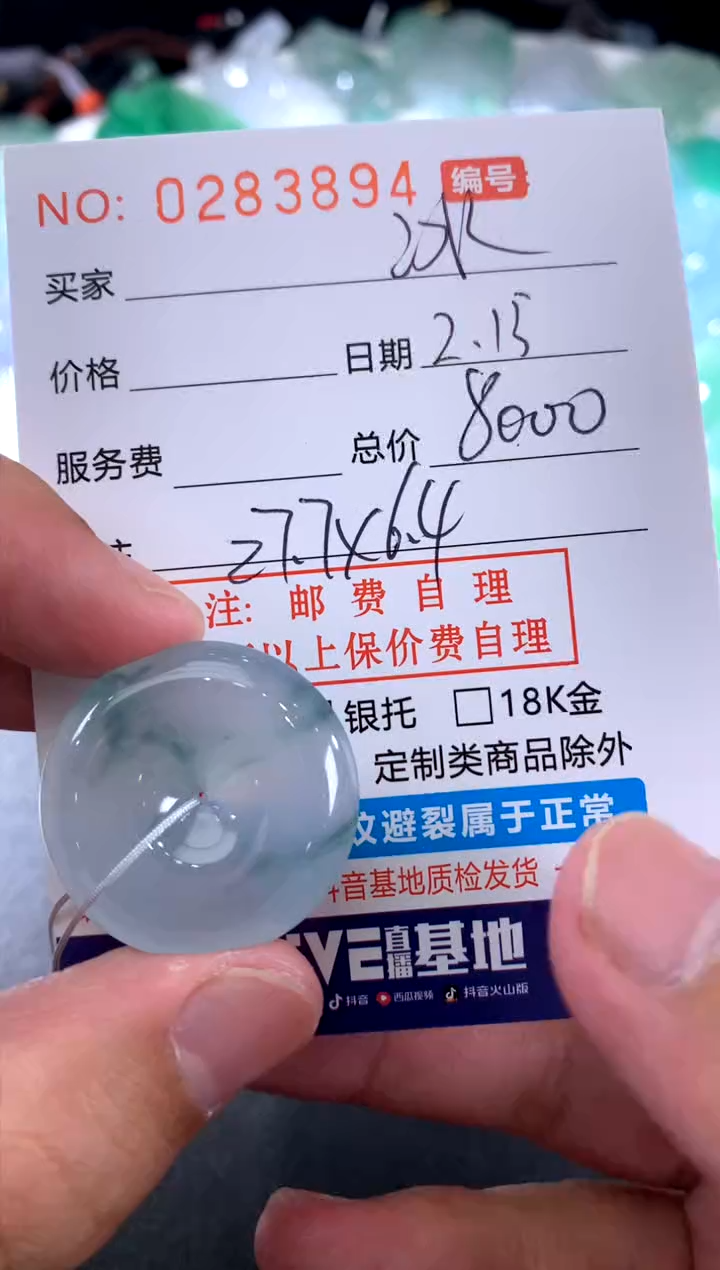 NO: 0283894 编号
买家
价格 日期 2.15
服务费 总价 8000
27.7×6.4
注: 邮费自理
以上保价费自理
银托 □18K金
定制类商品除外
纹避裂属于正常
抖音基地质检发货
直播基地
抖音 西瓜视频 抖音火山版